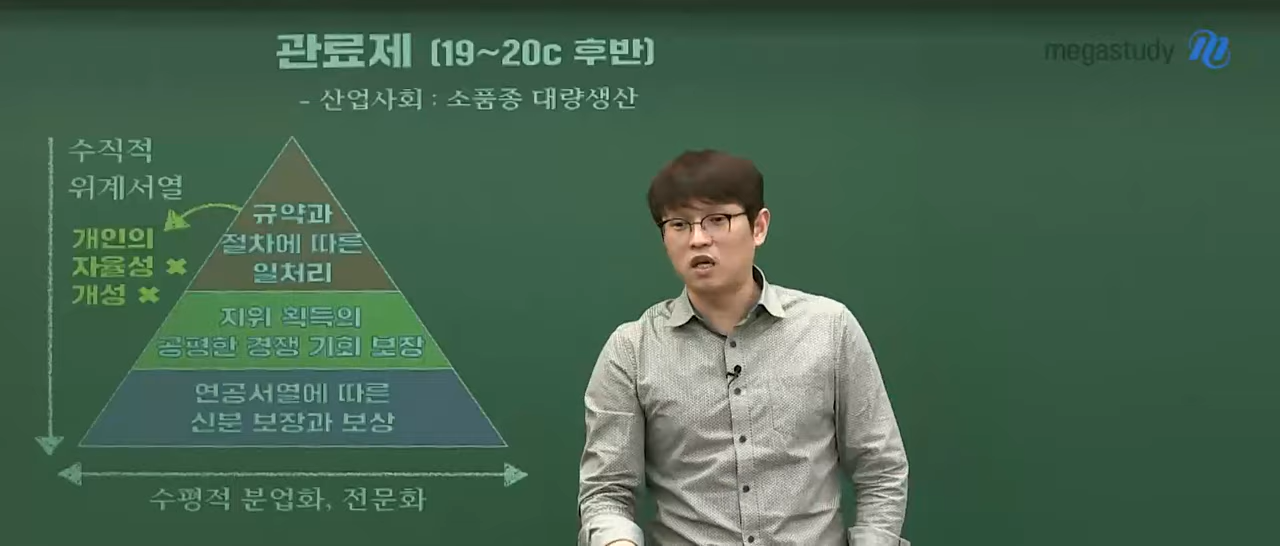 관료제 (19~20c 후반)
megastudy
- 산업사회 : 소품종 대량생산
수직적
위계서열
개인의
자율성 ✖
개성 ✖
규약과
절차에 따른
일처리
지위 획득의
공평한 경쟁 기회 보장
연공서열에 따른
신분 보장과 보상
수평적 분업화, 전문화